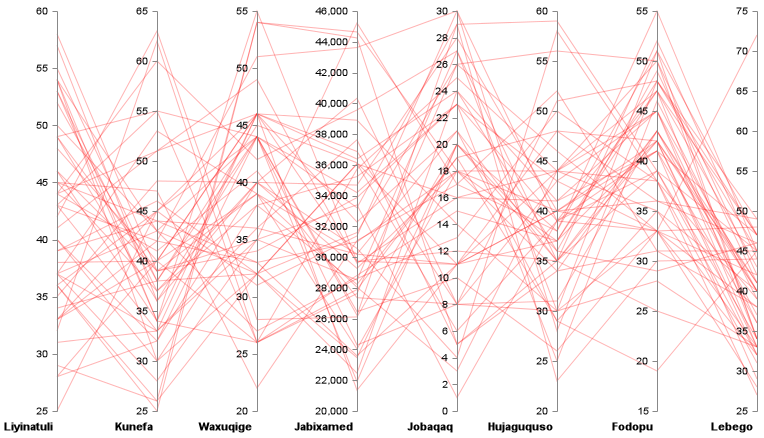 60 65 55 46,000 30 60 55 75
55 60 50 44,000 28 55 50 70
50 55 45 42,000 26 50 45 65
45 50 40 40,000 24 45 40 60
40 45 35 38,000 22 40 35 55
35 40 30 36,000 20 35 30 50
30 35 25 34,000 18 30 25 45
25 30 20 32,000 16 25 20 40
25 30,000 14 20 15 35
28,000 12 30
26,000 10 25
24,000 8
22,000 6
20,000 4
2
0
Liyinatuli Kunefa Waxuqige Jabixamed Jobaqaq Hujaguquso Fodopu Lebego